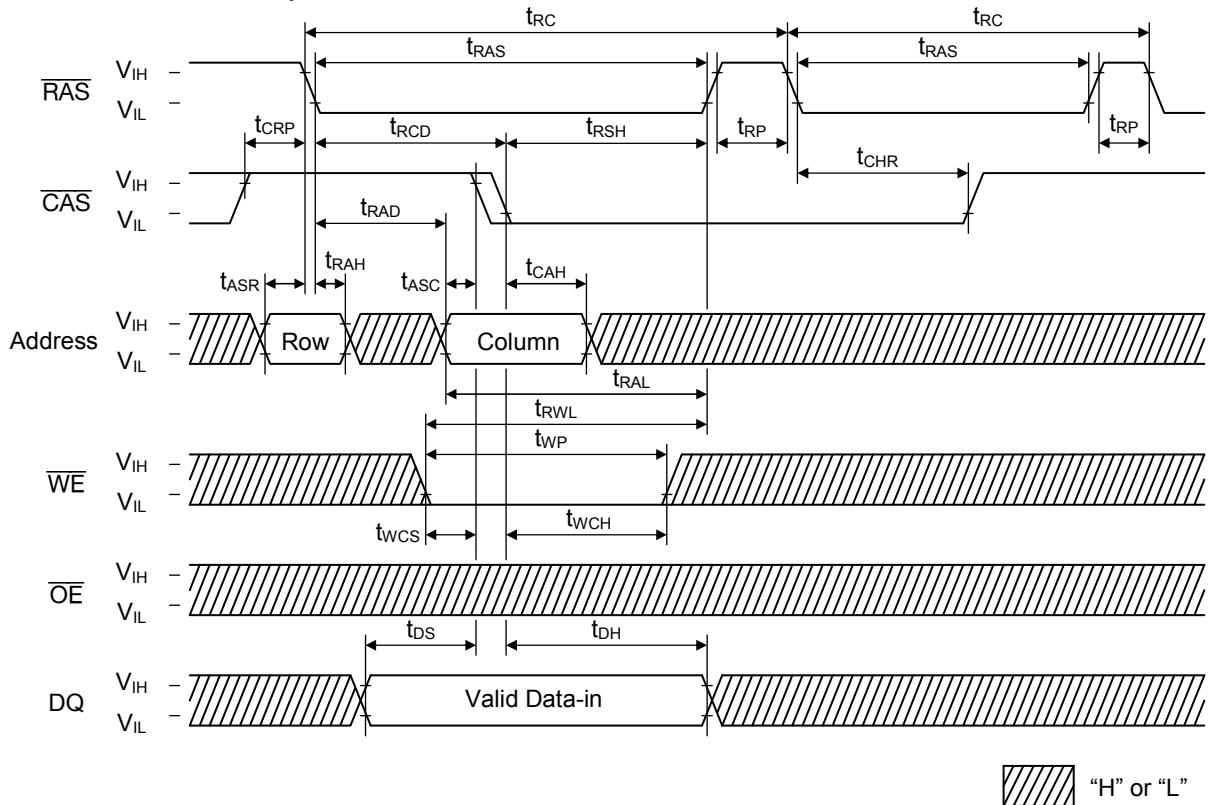 tRC tRC
tRAS tRAS
RAS VIH VIL
tCRP tRCD tRSH tRP tRP
tCHR
CAS VIH VIL
tRAD
tASR tRAH tASC tCAH
Address VIH VIL Row Column
tRAL
tRWL
tWP
WE VIH VIL
tWCS tWCH
OE VIH VIL
tDS tDH
DQ VIH VIL Valid Data-in
“H” or “L”